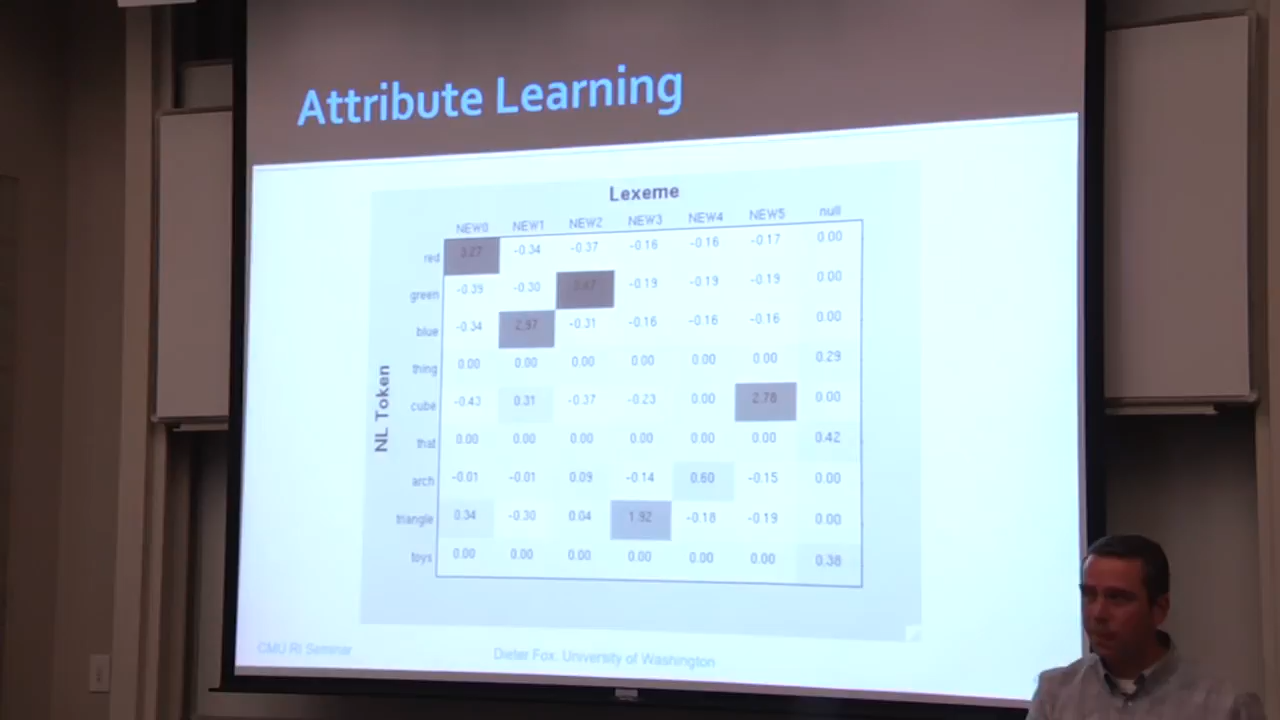 Attribute Learning
Lexeme
NEW0 NEW1 NEW2 NEW3 NEW4 NEW5 null
NL Token
red 3.27 -0.34 -0.37 -0.16 -0.16 -0.17 0.00
green -0.39 -0.30 -0.19 -0.19 -0.19 0.00
blue -0.34 2.97 -0.31 -0.16 -0.16 -0.16 0.00
thing 0.00 0.00 0.00 0.00 0.00 0.00 0.29
cube -0.43 0.31 -0.37 -0.23 0.00 2.78 0.00
that 0.00 0.00 0.00 0.00 0.00 0.00 0.42
arch -0.01 -0.01 0.09 -0.14 0.60 -0.15 0.00
triangle 0.34 -0.30 0.04 1.92 -0.18 -0.19 0.00
toys 0.00 0.00 0.00 0.00 0.00 0.00 0.38
CMU RI Seminar
Dieter Fox: University of Washington